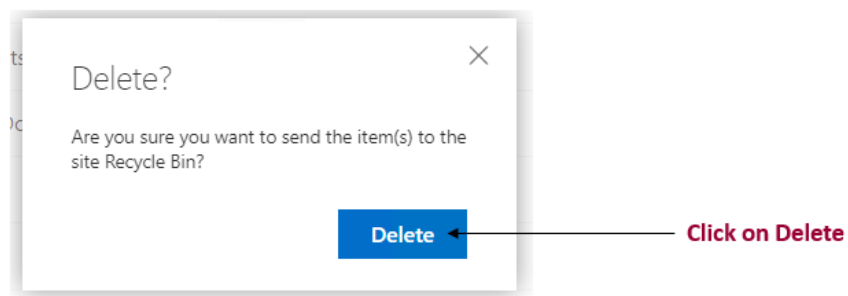 ts
Delete?
Are you sure you want to send the item(s) to the
site Recycle Bin?
Delete
Click on Delete